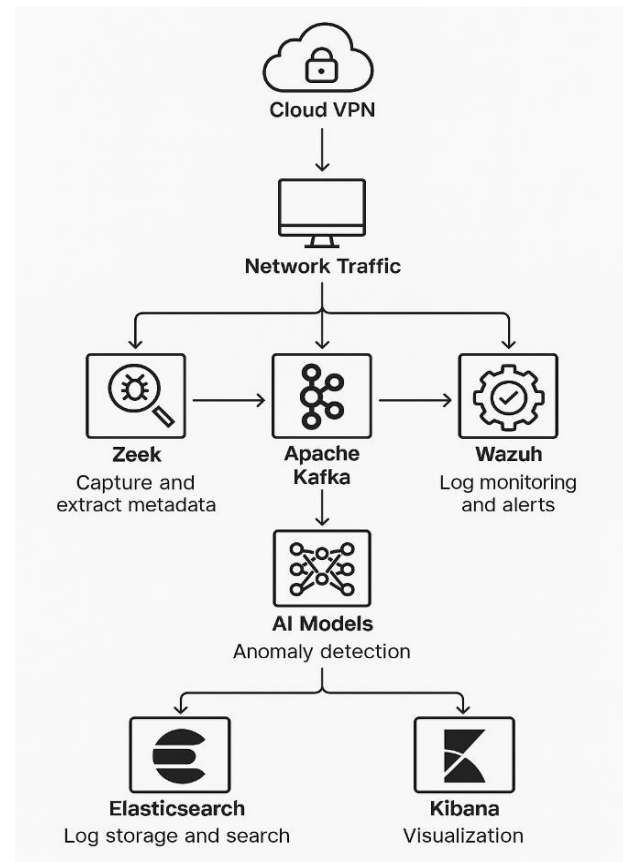 Cloud VPN
Network Traffic
Zeek
Capture and
extract metadata
Apache
Kafka
Wazuh
Log monitoring
and alerts
AI Models
Anomaly detection
Elasticsearch
Log storage and search
Kibana
Visualization